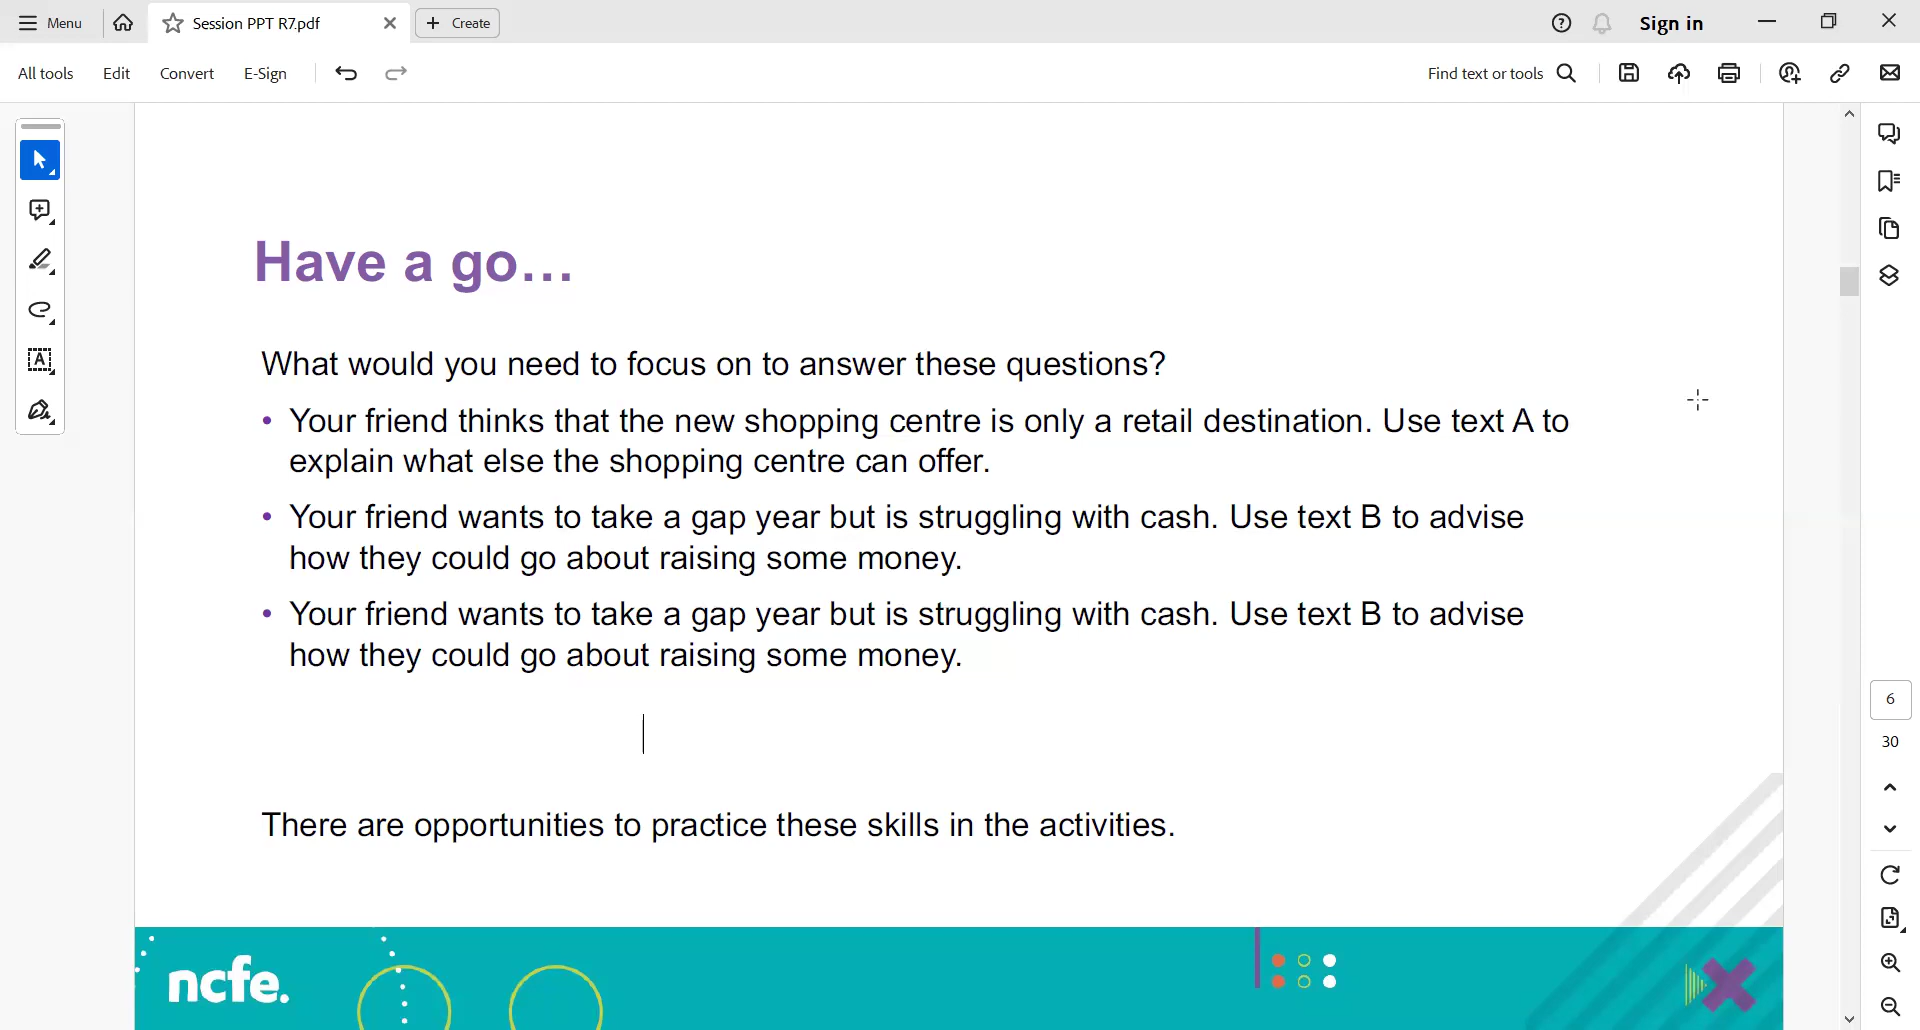 Menu
Session PPT R7.pdf
Create
Sign in
All tools
Edit
Convert
E-Sign
Find text or tools
A
Have a go…
What would you need to focus on to answer these questions?
• Your friend thinks that the new shopping centre is only a retail destination. Use text A to
explain what else the shopping centre can offer.
• Your friend wants to take a gap year but is struggling with cash. Use text B to advise
how they could go about raising some money.
• Your friend wants to take a gap year but is struggling with cash. Use text B to advise
how they could go about raising some money.
There are opportunities to practice these skills in the activities.
6
30
ncfe.